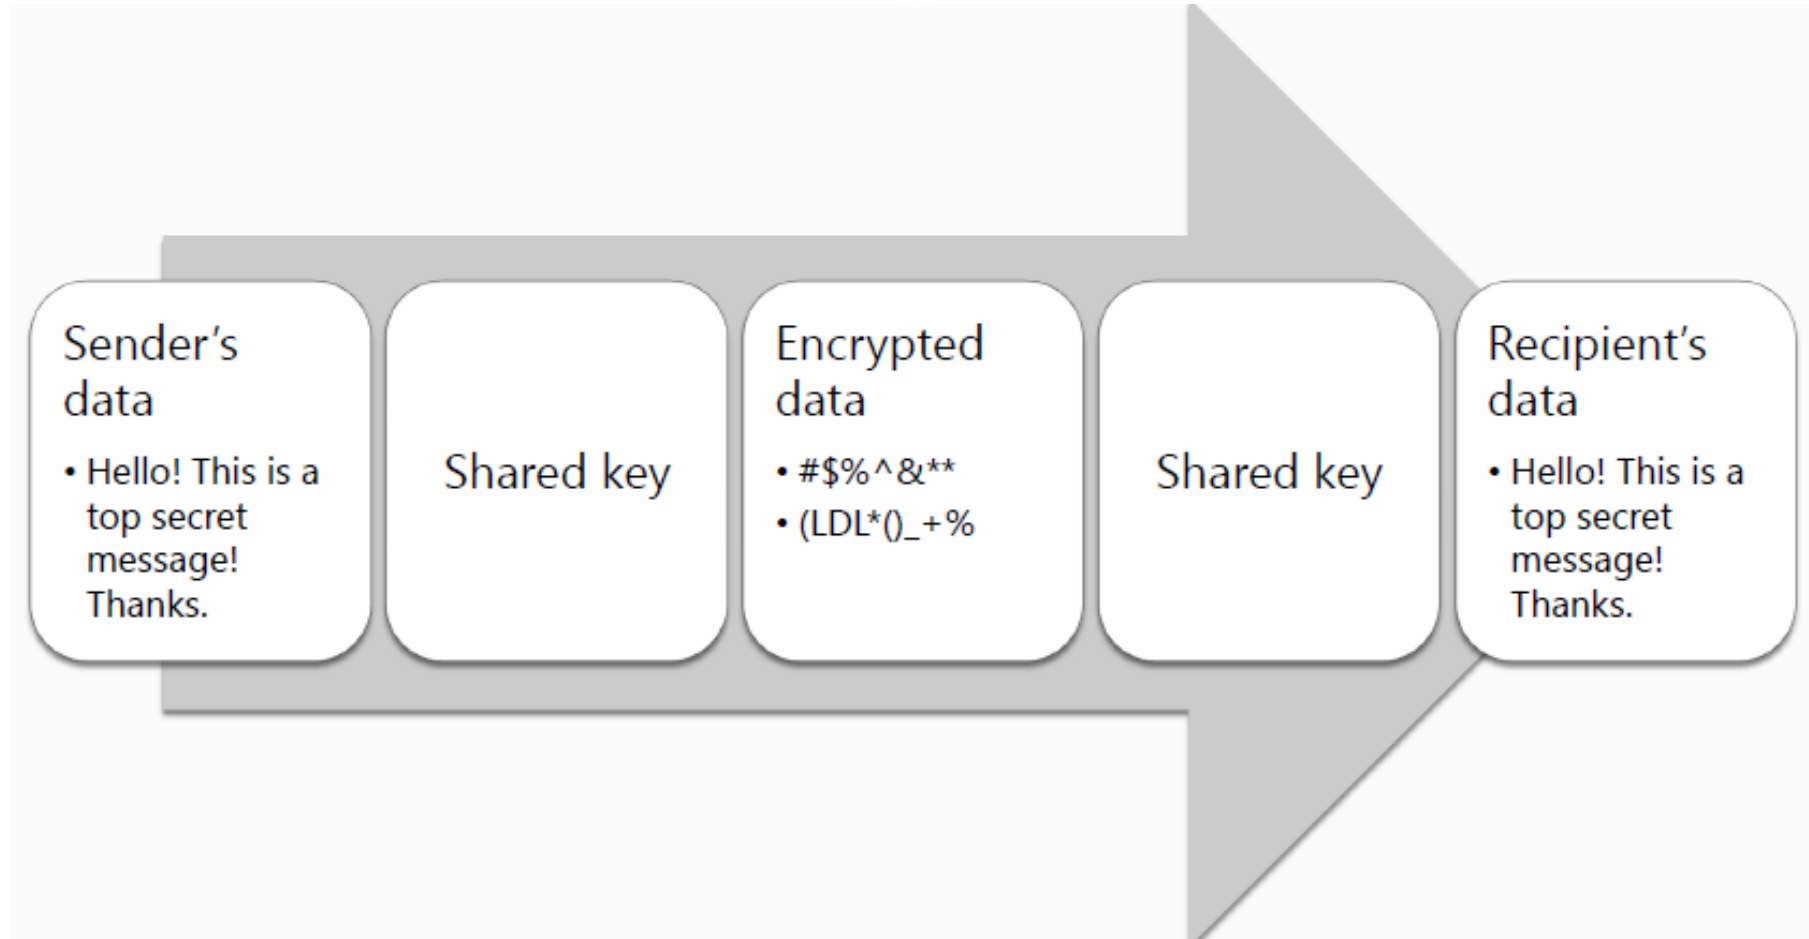 Sender’s
data
• Hello! This is a
top secret
message!
Thanks.
Shared key
Encrypted
data
• #$%^&**
• (LDL*()_+%
Shared key
Recipient’s
data
• Hello! This is a
top secret
message!
Thanks.